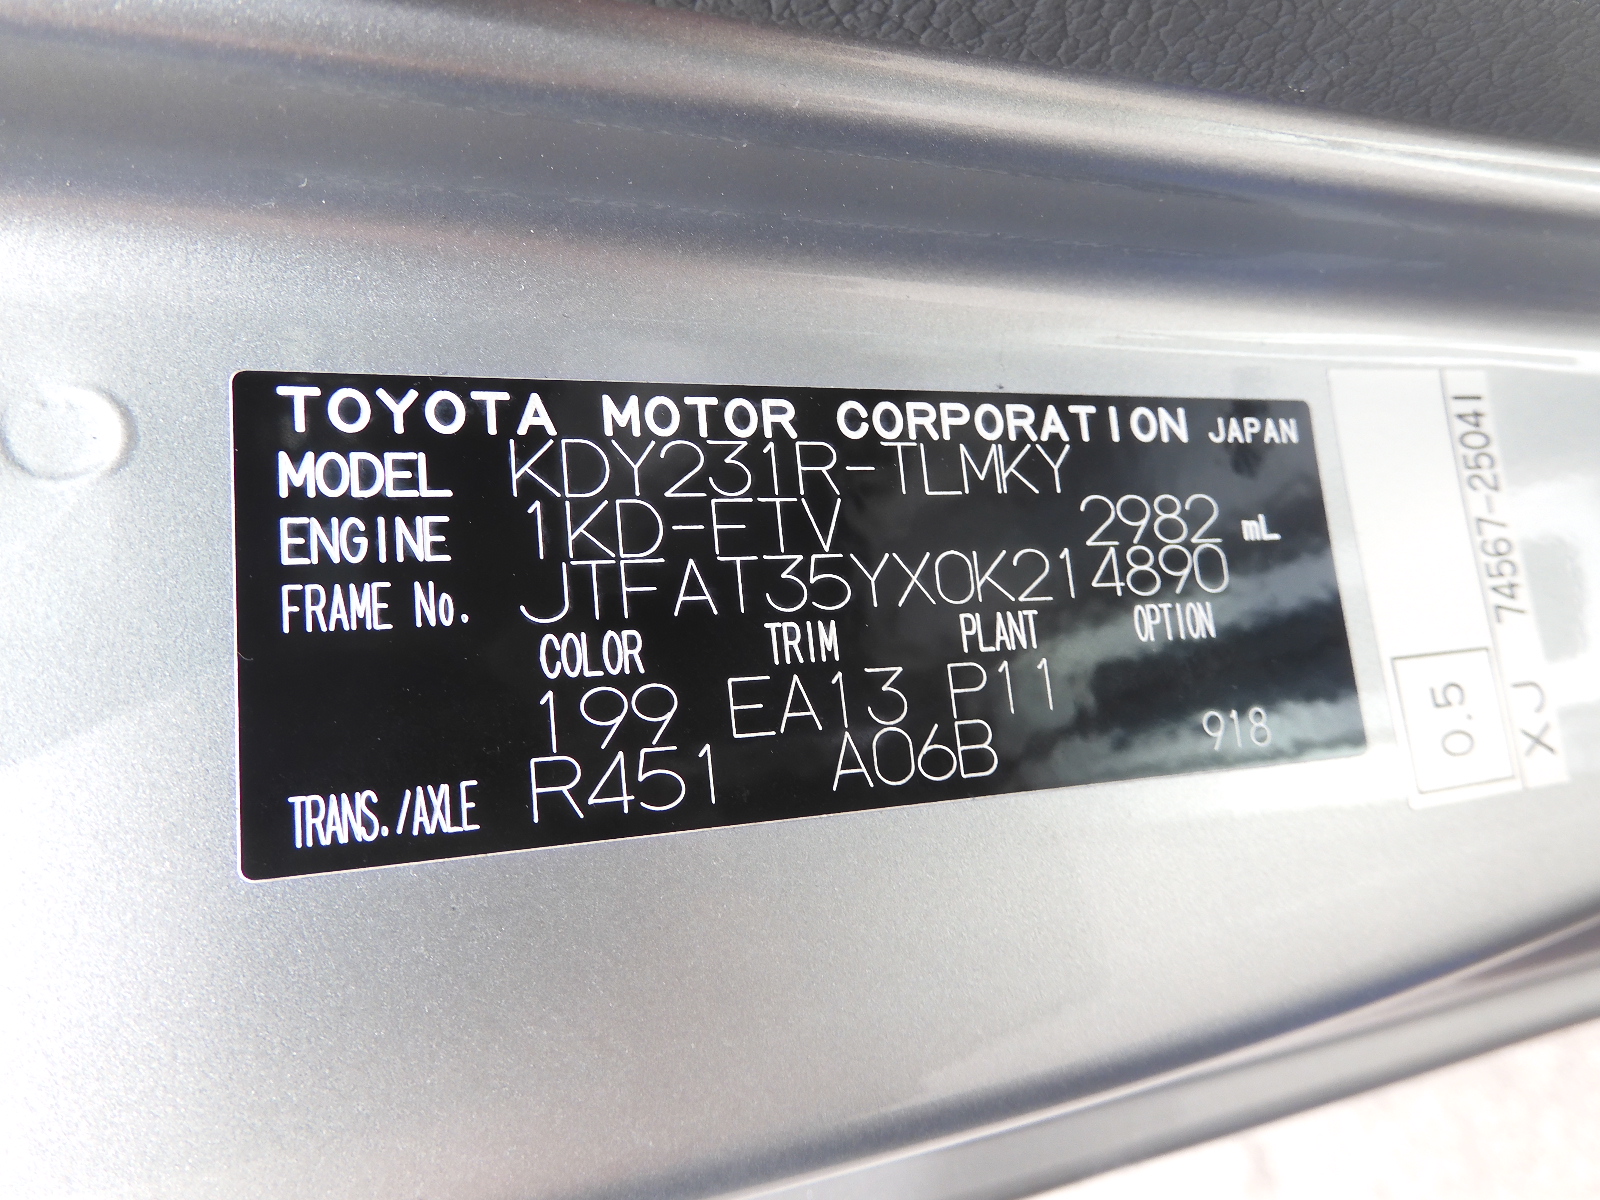 TOYOTA MOTOR CORPORATION JAPAN
MODEL KDY231R-TLMKY
ENGINE 1KD-FTV 2982 mL
FRAME No. JTFAT35YX0K214890
COLOR TRIM PLANT OPTION
199 EA13 P11
TRANS./AXLE R451 A06B 918
74567-25041
0.5 XJ